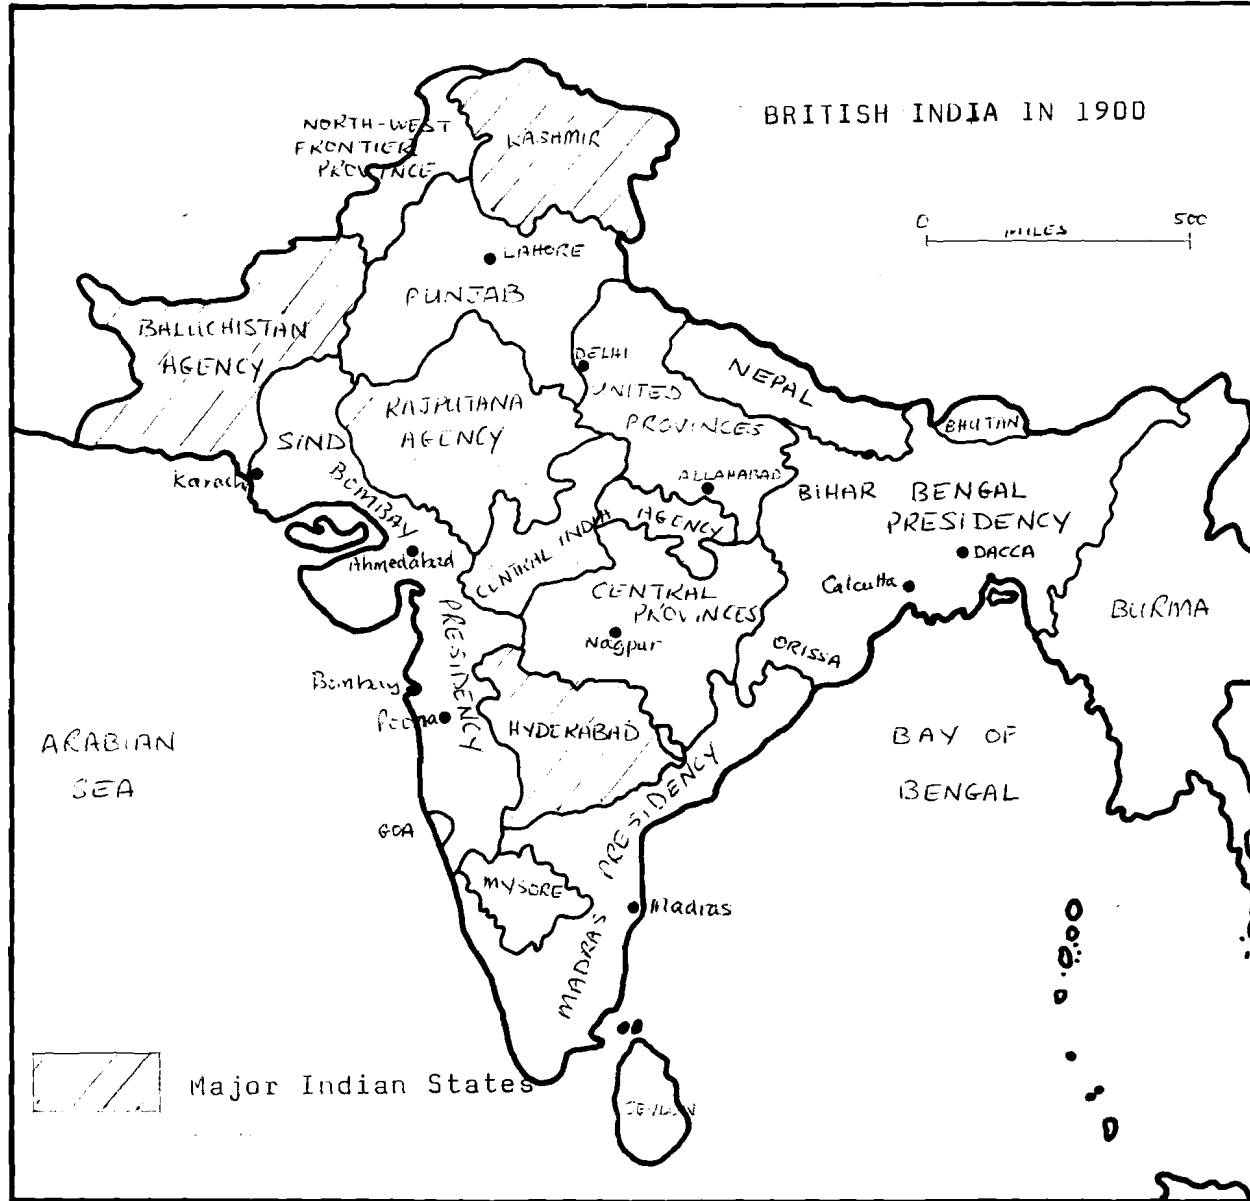 BRITISH INDIA IN 1900
NORTH-WEST
FRONTIER
PROVINCE
KASHMIR
0 MILES 500
LAHORE
PUNJAB
BALUCHISTAN
AGENCY
DELHI
NEPAL
UNITED
PROVINCES
RAJPUTANA
AGENCY
BHUTAN
SIND
Karachi
BOMBAY
PRESIDENCY
ALLAHABAD
BIHAR
BENGAL
PRESIDENCY
CENTRAL INDIA
AGENCY
DACCA
Ahmedabad
Calcutta
CENTRAL
PROVINCES
BURMA
Nagpur
ORISSA
Bombay
Poona
HYDERABAD
ARABIAN
SEA
BAY OF
BENGAL
GOA
MYSORE
MADRAS
PRESIDENCY
Madras
Major Indian States
CEYLON